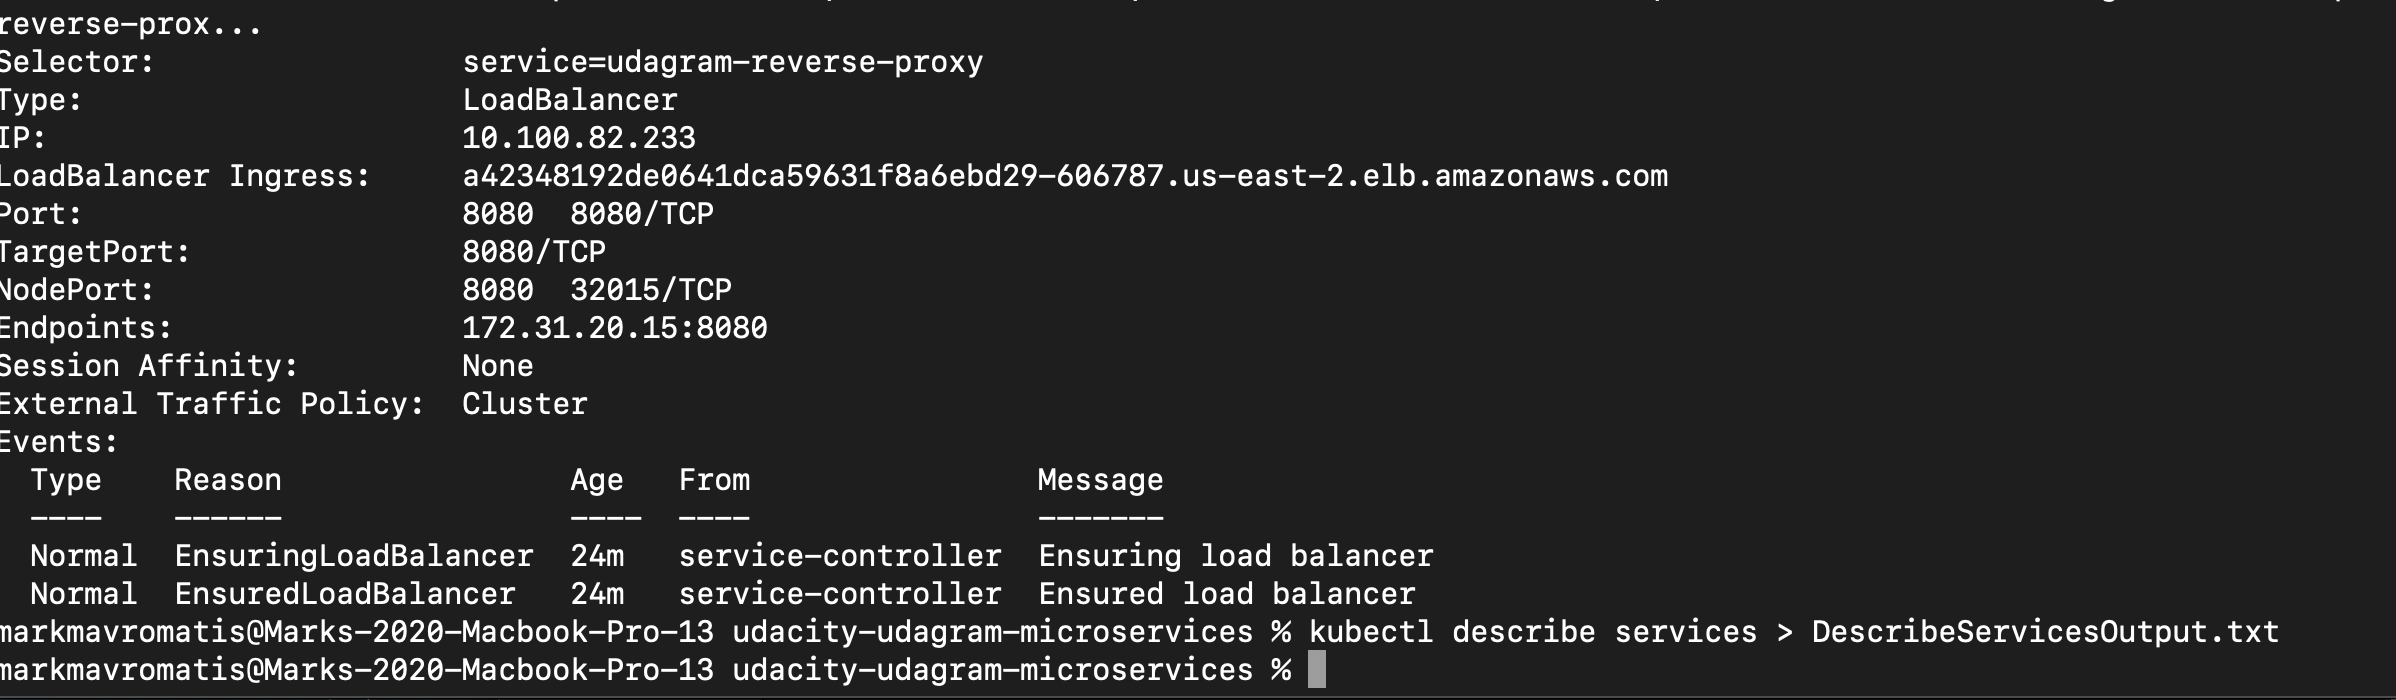 reverse-prox...
Selector: service=udagram-reverse-proxy
Type: LoadBalancer
IP: 10.100.82.233
LoadBalancer Ingress: a42348192de0641dca59631f8a6ebd29-606787.us-east-2.elb.amazonaws.com
Port: 8080 8080/TCP
TargetPort: 8080/TCP
NodePort: 8080 32015/TCP
Endpoints: 172.31.20.15:8080
Session Affinity: None
External Traffic Policy: Cluster
Events:
Type Reason Age From Message
---- ------ ---- ---- -------
Normal EnsuringLoadBalancer 24m service-controller Ensuring load balancer
Normal EnsuredLoadBalancer 24m service-controller Ensured load balancer
markmavromatis@Marks-2020-Macbook-Pro-13 udacity-udagram-microservices % kubectl describe services > DescribeServicesOutput.txt
markmavromatis@Marks-2020-Macbook-Pro-13 udacity-udagram-microservices %